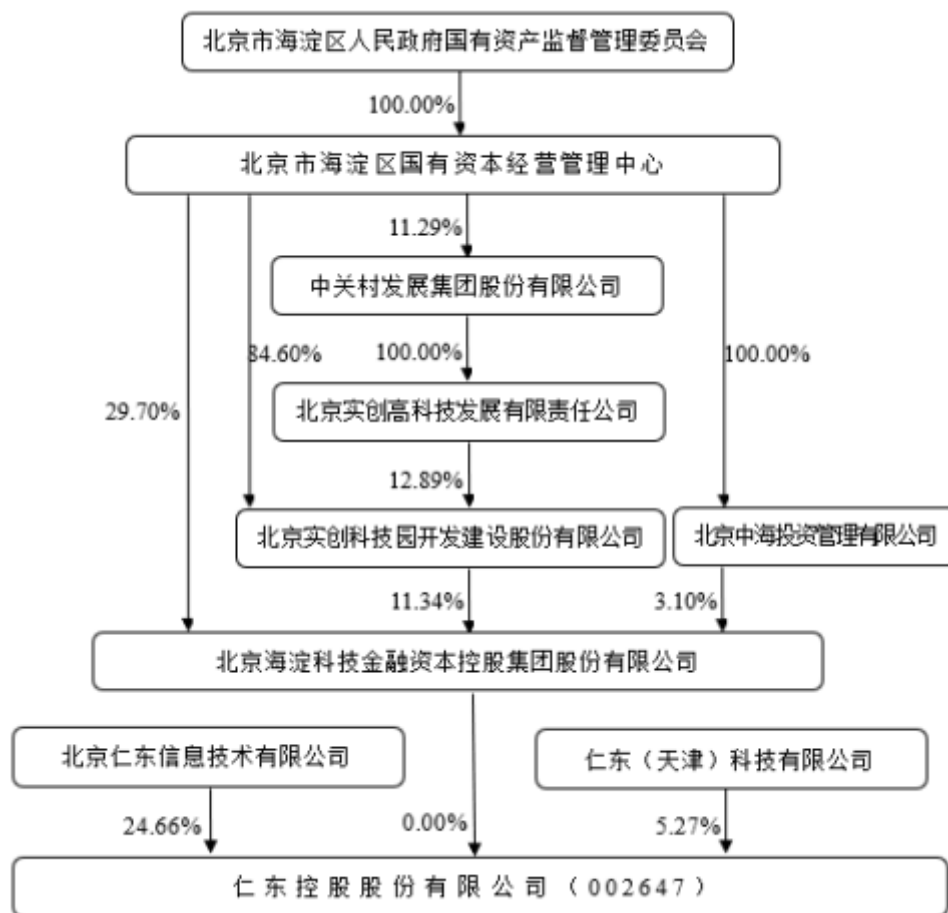 北京市海淀区人民政府国有资产监督管理委员会
100.00%
北京市海淀区国有资本经营管理中心
11.29%
中关村发展集团股份有限公司
84.60%
100.00%
100.00%
29.70%
北京实创高科技发展有限责任公司
12.89%
北京实创科技园开发建设股份有限公司
北京中海投资管理有限公司
11.34%
3.10%
北京海淀科技金融资本控股集团股份有限公司
北京仁东信息技术有限公司
仁东（天津）科技有限公司
24.66%
0.00%
5.27%
仁东控股股份有限公司（002647）